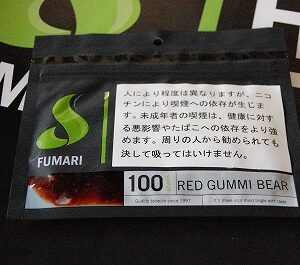 人により程度は異なりますが、ニコ
チンにより喫煙への依存が生じま
す。未成年者の喫煙は、健康に対す
る悪影響やたばこへの依存をより強
めます。周りの人から勧められても
決して吸ってはいけません。
FUMARI
100 RED GUMMI BEAR
Quality tobacco since 1997